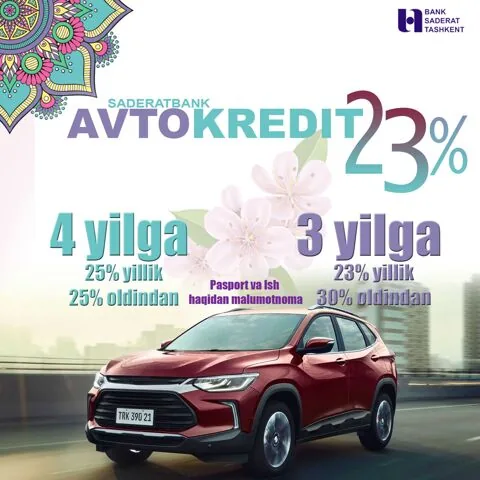 BANK
SADERAT
TASHKENT
SADERATBANK
AVTOKREDIT 23%
4 yilga
25% yillik
25% oldindan
3 yilga
23% yillik
30% oldindan
Pasport va Ish
haqidan malumotnoma
TRK 390 21